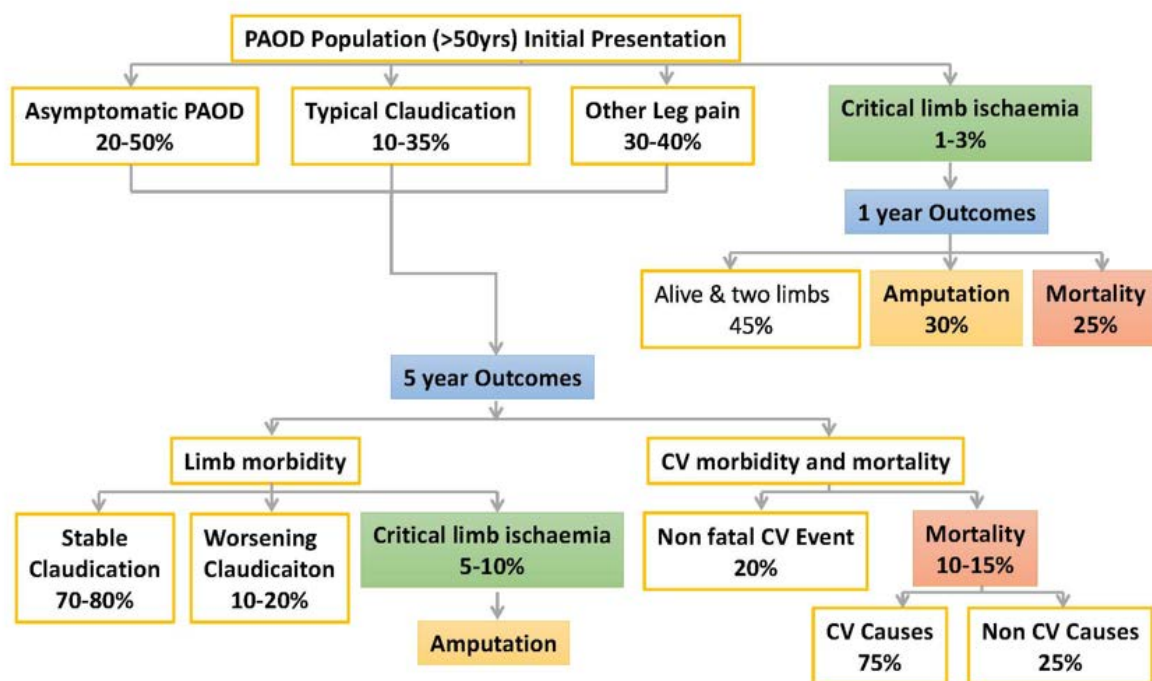 PAOD Population (>50yrs) Initial Presentation
Asymptomatic PAOD
20-50%
Typical Claudication
10-35%
Other Leg pain
30-40%
Critical limb ischaemia
1-3%
1 year Outcomes
Alive & two limbs
45%
Amputation
30%
Mortality
25%
5 year Outcomes
Limb morbidity
CV morbidity and mortality
Stable
Claudication
70-80%
Worsening
Claudicaiton
10-20%
Critical limb ischaemia
5-10%
Amputation
Non fatal CV Event
20%
Mortality
10-15%
CV Causes
75%
Non CV Causes
25%